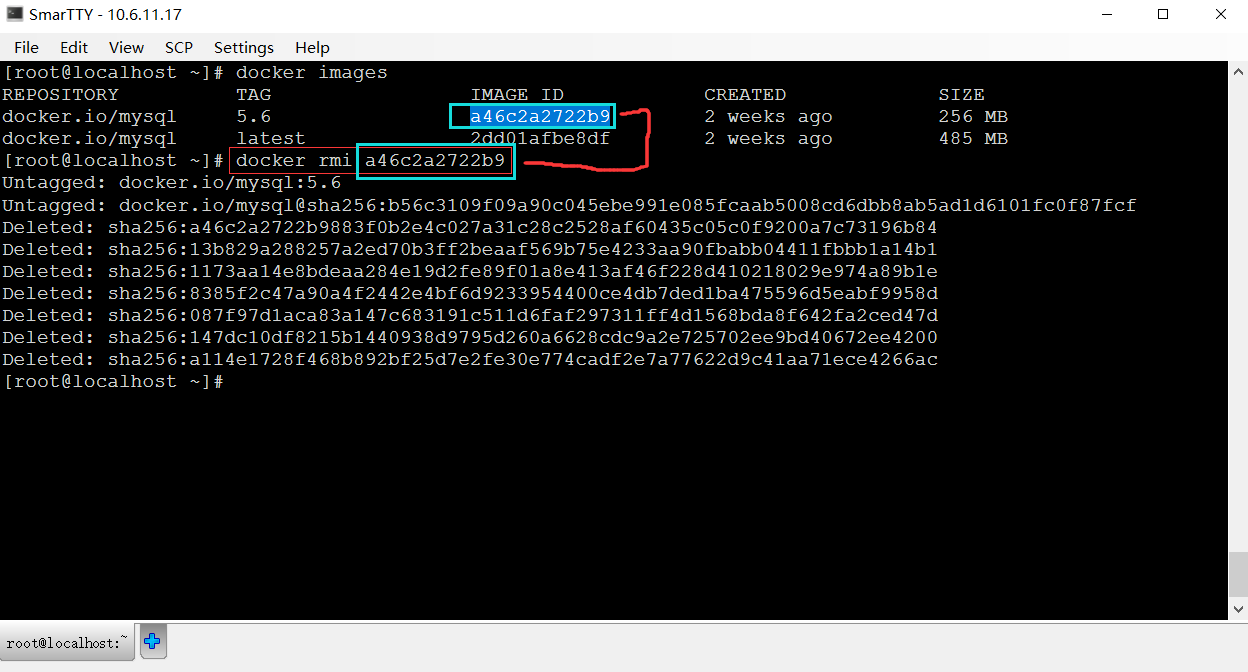 SmarTTY - 10.6.11.17
File Edit View SCP Settings Help
[root@localhost ~]# docker images
REPOSITORY TAG IMAGE ID CREATED SIZE
docker.io/mysql 5.6 a46c2a2722b9 2 weeks ago 256 MB
docker.io/mysql latest 2dd01afbe8df 2 weeks ago 485 MB
[root@localhost ~]# docker rmi a46c2a2722b9
Untagged: docker.io/mysql:5.6
Untagged: docker.io/mysql@sha256:b56c3109f09a90c045ebe991e085fcaab5008cd6dbb8ab5ad1d6101fc0f87fcf
Deleted: sha256:a46c2a2722b9883f0b2e4c027a31c28c2528af60435c05c0f9200a7c73196b84
Deleted: sha256:13b829a288257a2ed70b3ff2beaaf569b75e4233aa90fbabb04411fbbb1a14b1
Deleted: sha256:1173aa14e8bdeaa284e19d2fe89f01a8e413af46f228d410218029e974a89b1e
Deleted: sha256:8385f2c47a90a4f2442e4bf6d9233954400ce4db7ded1ba475596d5eabf9958d
Deleted: sha256:087f97d1aca83a147c683191c511d6faf297311ff4d1568bda8f642fa2ced47d
Deleted: sha256:147dc10df8215b1440938d9795d260a6628cdc9a2e725702ee9bd40672ee4200
Deleted: sha256:a114e1728f468b892bf25d7e2fe30e774cadf2e7a77622d9c41aa71ece4266ac
[root@localhost ~]#
root@localhost:~